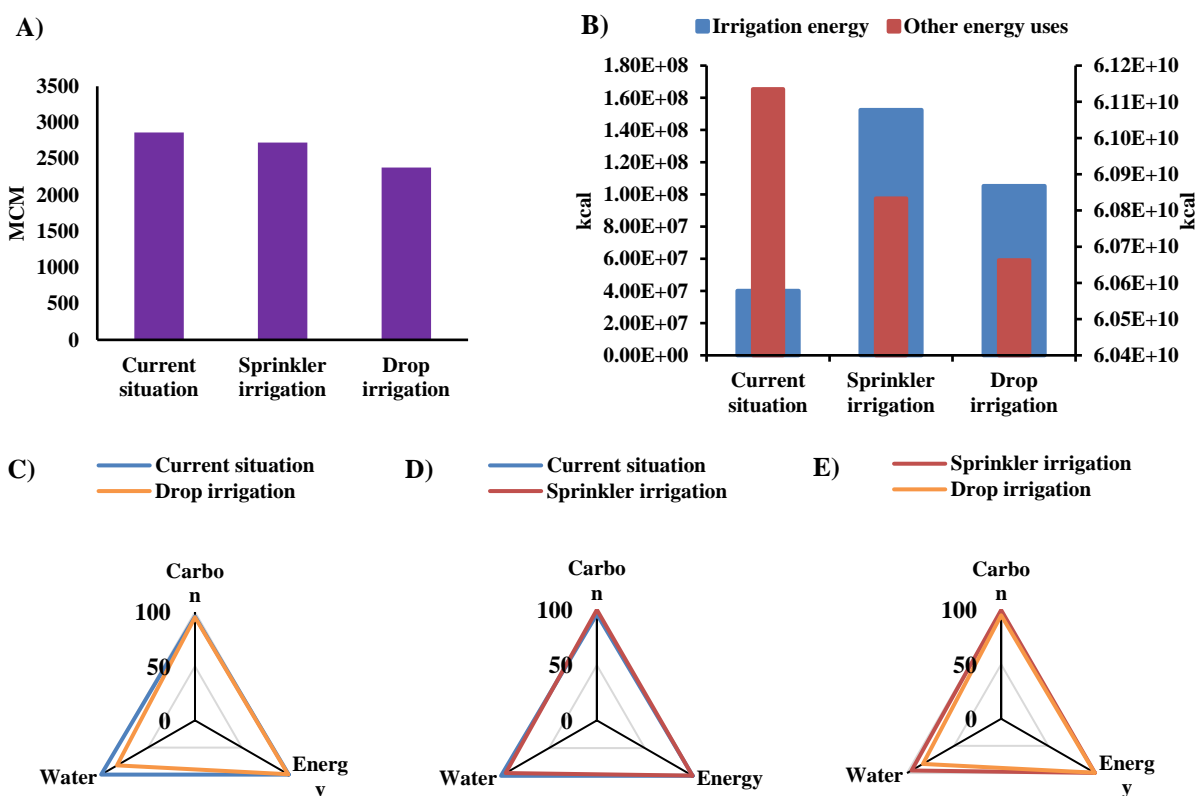 A)
3500
3000
2500
2000
1500
1000
500
0
MCM
Current situation
Sprinkler irrigation
Drop irrigation
B)
Irrigation energy
Other energy uses
1.80E+08
1.60E+08
1.40E+08
1.20E+08
1.00E+08
8.00E+07
6.00E+07
4.00E+07
2.00E+07
0.00E+00
kcal
6.12E+10
6.11E+10
6.10E+10
6.09E+10
6.08E+10
6.07E+10
6.06E+10
6.05E+10
6.04E+10
kcal
Current situation
Sprinkler irrigation
Drop irrigation
C)
Current situation
Drop irrigation
Carbo
n
100
50
0
Water
Energ
y
D)
Current situation
Sprinkler irrigation
Carbo
n
100
50
0
Water
Energy
E)
Sprinkler irrigation
Drop irrigation
Carbo
n
100
50
0
Water
Energ
y